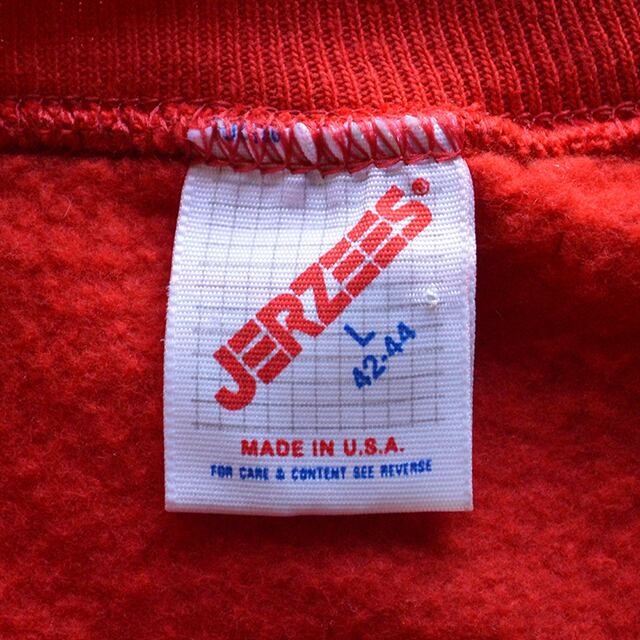 JERZEES®
L
42-44
MADE IN U.S.A.
FOR CARE & CONTENT SEE REVERSE